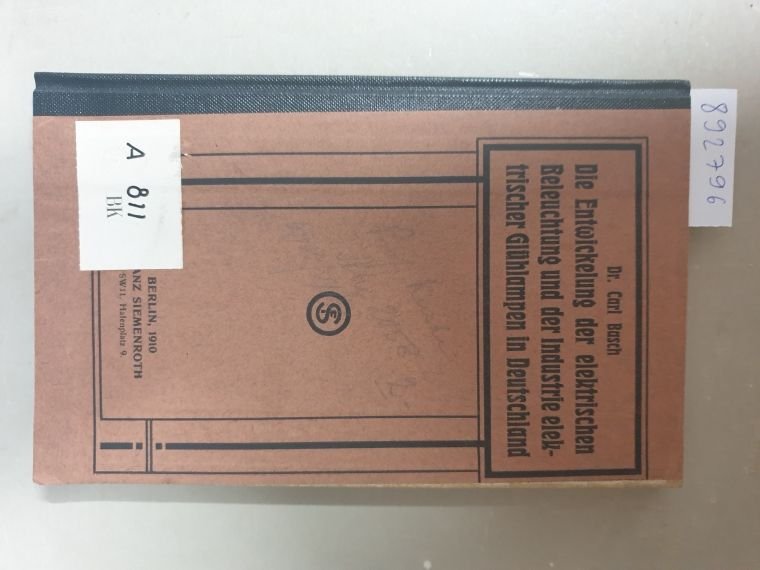 Dr. Carl Basch
Die Entwickelung der elektrischen
Beleuchtung und der Industrie elek-
trischer Glühlampen in Deutschland
BERLIN, 1910
ANZ SIEMENROTH
SW11, Hafenplatz 9.
A 811
BK
892796